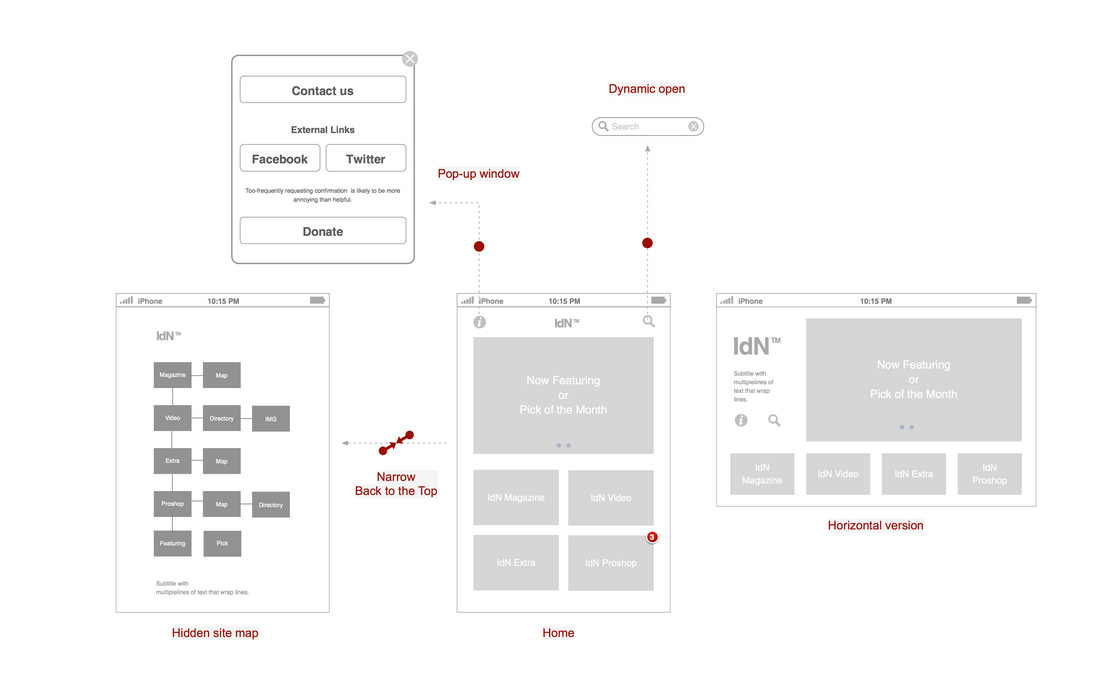 Contact us
External Links
Facebook
Twitter
Too-frequently requesting confirmation is likely to be more
annoying than helpful.
Donate
Pop-up window
Dynamic open
Search
iPhone
10:15 PM
IdN™
Magazine
Map
Video
Directory
IMG
Extra
Map
Proshop
Map
Directory
Featuring
Pick
Subtitle with
multiplelines of text that wrap lines.
Hidden site map
Narrow
Back to the Top
iPhone
10:15 PM
i
IdN™
Now Featuring
or
Pick of the Month
IdN Magazine
IdN Video
3
IdN Extra
IdN Proshop
Home
iPhone
10:15 PM
IdN™
Subtitle with
multiplelines of
text that wrap
lines.
i
Now Featuring
or
Pick of the Month
IdN
Magazine
IdN Video
IdN Extra
IdN
Proshop
Horizontal version